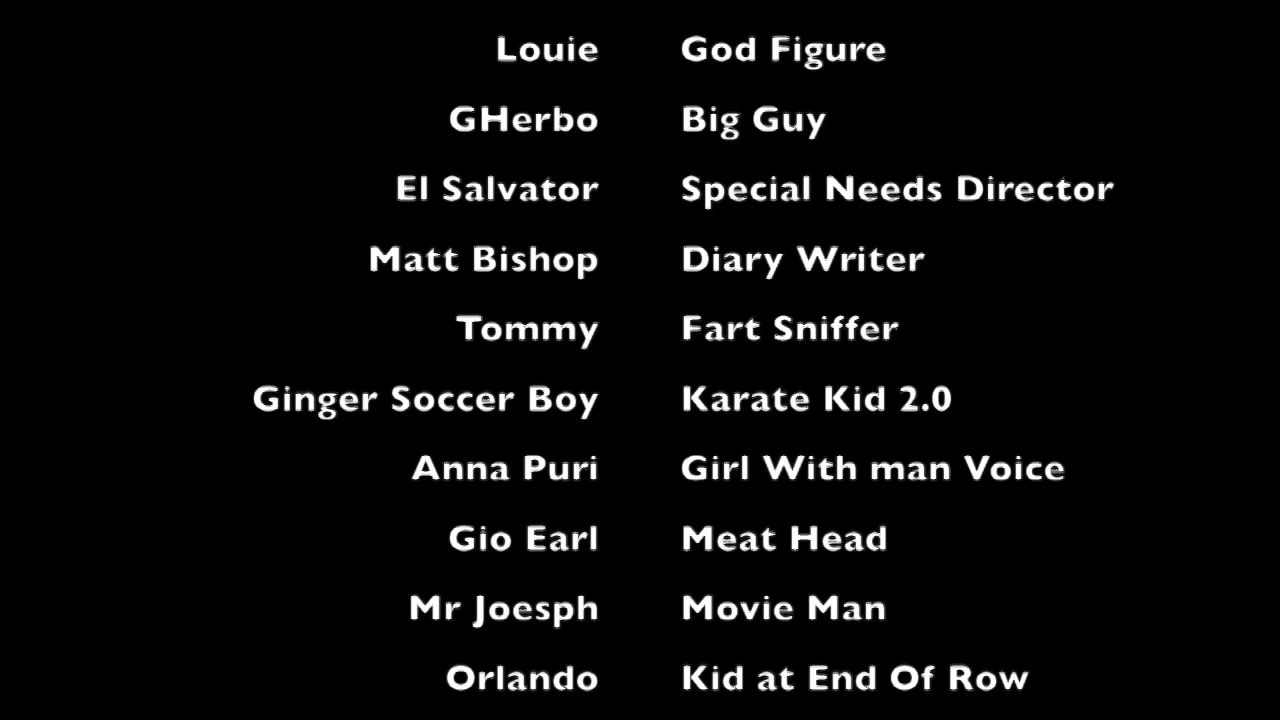 Louie God Figure
GHerbo Big Guy
El Salvator Special Needs Director
Matt Bishop Diary Writer
Tommy Fart Sniffer
Ginger Soccer Boy Karate Kid 2.0
Anna Puri Girl With man Voice
Gio Earl Meat Head
Mr Joesph Movie Man
Orlando Kid at End Of Row